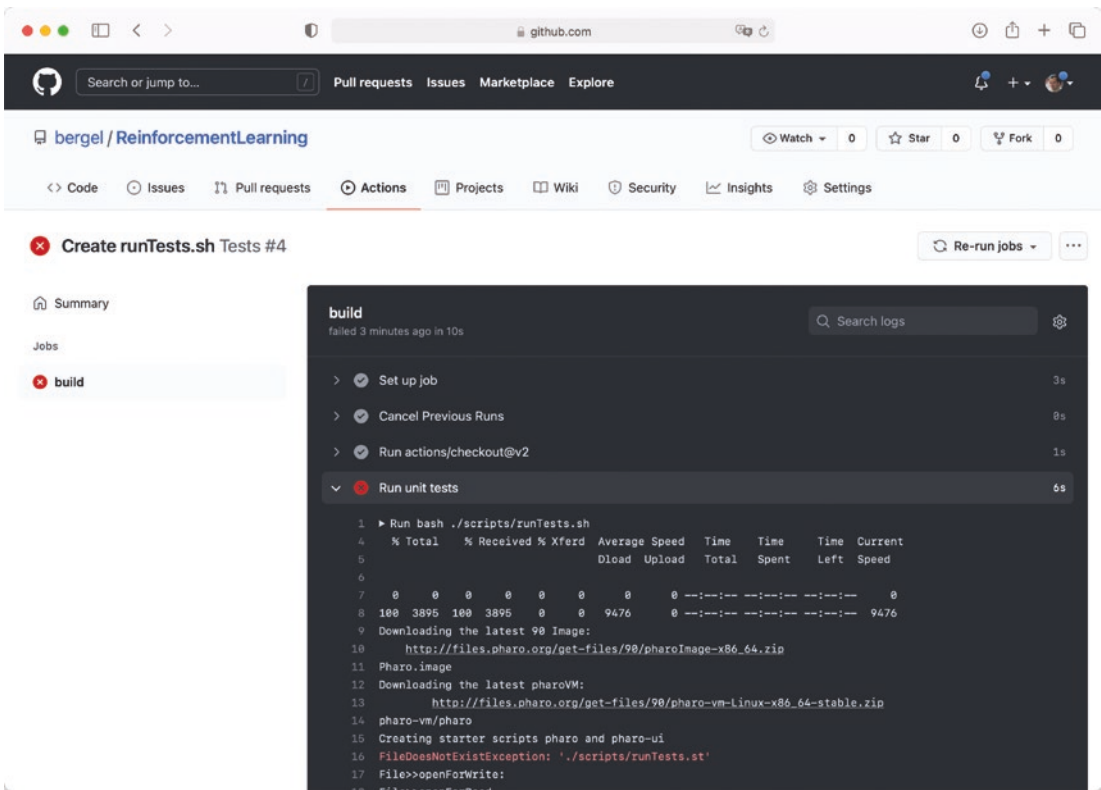 github.com
Search or jump to... /
Pull requests Issues Marketplace Explore
bergel / ReinforcementLearning
Watch 0 Star 0 Fork 0
<> Code Issues Pull requests Actions Projects Wiki Security Insights Settings
Create runTests.sh Tests #4
Re-run jobs
Summary
Jobs
build
build
failed 3 minutes ago in 10s
Search logs
Set up job 3s
Cancel Previous Runs 0s
Run actions/checkout@v2 1s
Run unit tests 6s
1 Run bash ./scripts/runTests.sh
4 % Total % Received % Xferd Average Speed Time Time Time Current
5 Dload Upload Total Spent Left Speed
6
7 0 0 0 0 0 0 0 0 --:--:-- --:--:-- --:--:-- 0
8 100 3895 100 3895 0 0 9476 0 --:--:-- --:--:-- --:--:-- 9476
9 Downloading the latest 90 Image:
10 http://files.pharo.org/get-files/90/pharoImage-x86_64.zip
11 Pharo.image
12 Downloading the latest pharoVM:
13 http://files.pharo.org/get-files/90/pharo-vm-Linux-x86_64-stable.zip
14 pharo-vm/pharo
15 Creating starter scripts pharo and pharo-ui
16 FileDoesNotExistException: './scripts/runTests.st'
17 File>>openForWrite: